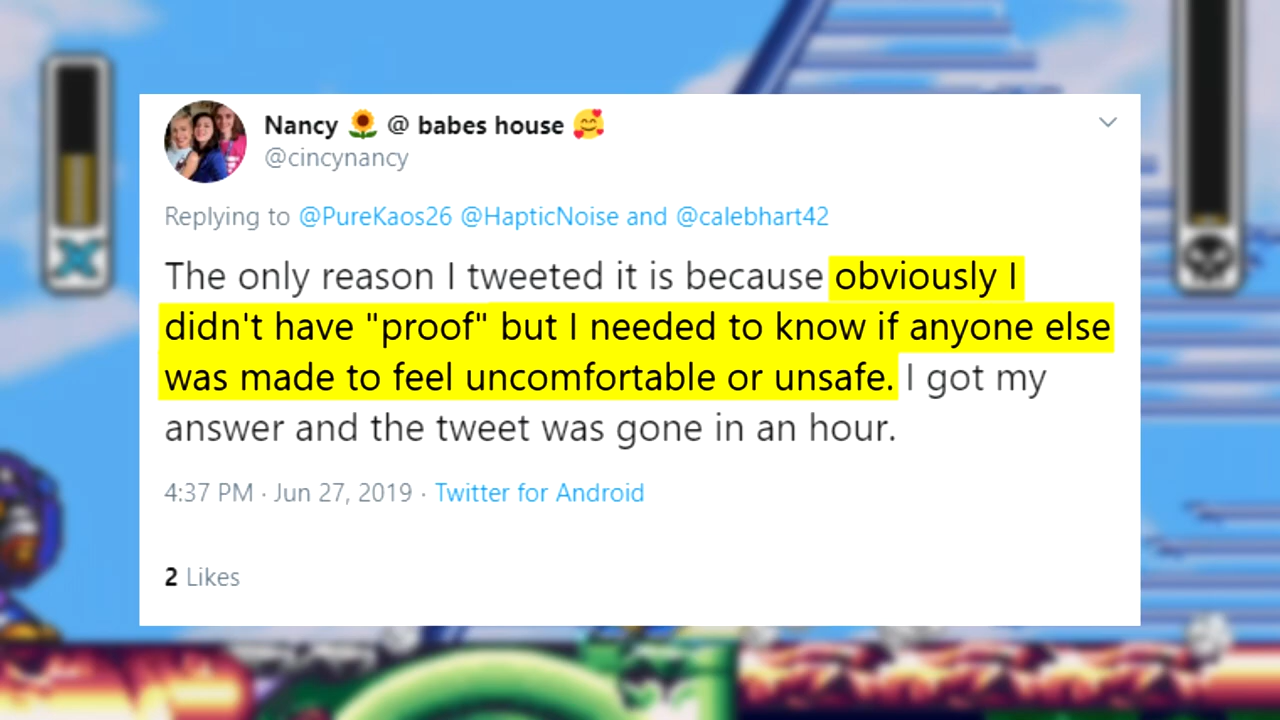 Nancy 🌻 @ babes house 🥰
@cincynancy
Replying to @PureKaos26 @HapticNoise and @calebhart42
The only reason I tweeted it is because obviously I
didn't have "proof" but I needed to know if anyone else
was made to feel uncomfortable or unsafe. I got my
answer and the tweet was gone in an hour.
4:37 PM · Jun 27, 2019 · Twitter for Android
2 Likes